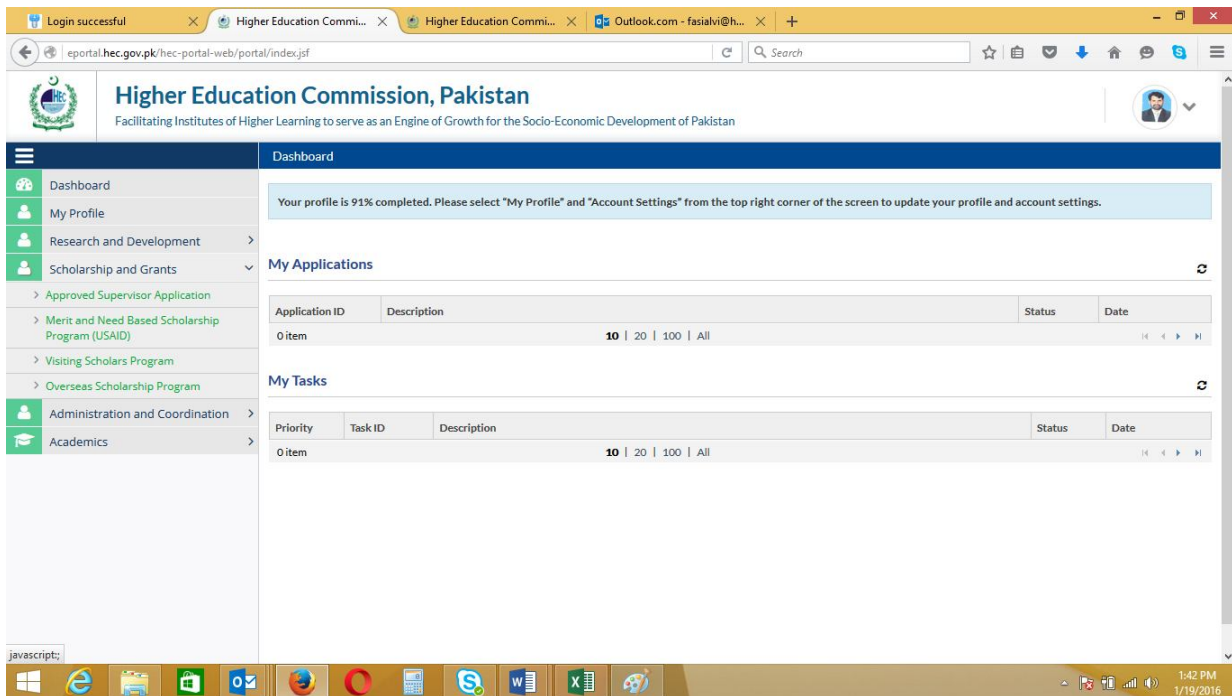 Login successful
Higher Education Commi...
Higher Education Commi...
Outlook.com - fasialvi@h...
eportal.hec.gov.pk/hec-portal-web/portal/index.jsf
Search
HEC
Higher Education Commission, Pakistan
Facilitating Institutes of Higher Learning to serve as an Engine of Growth for the Socio-Economic Development of Pakistan
Dashboard
Dashboard
My Profile
Research and Development
Scholarship and Grants
Approved Supervisor Application
Merit and Need Based Scholarship
Program (USAID)
Visiting Scholars Program
Overseas Scholarship Program
Administration and Coordination
Academics
Your profile is 91% completed. Please select "My Profile" and "Account Settings" from the top right corner of the screen to update your profile and account settings.
My Applications
Application ID Description Status Date
0 item 10 | 20 | 100 | All
My Tasks
Priority Task ID Description Status Date
0 item 10 | 20 | 100 | All
javascript:;
1:42 PM
1/19/2016